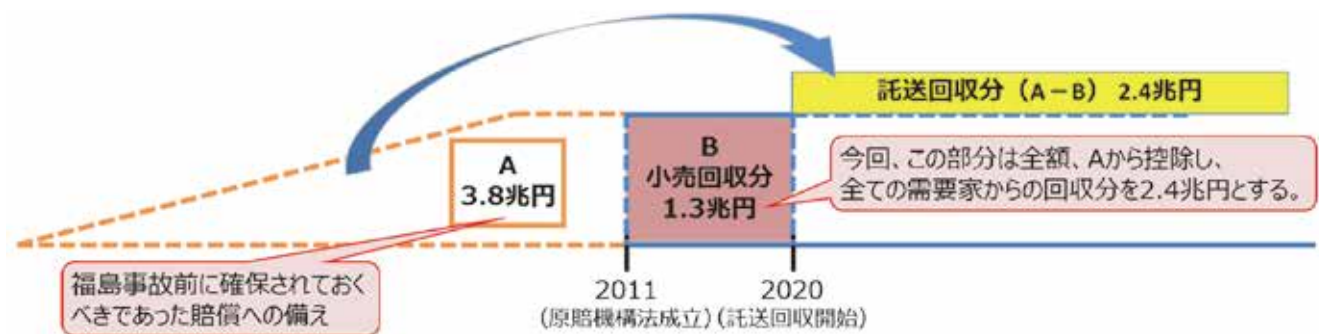 託送回収分（A－B） 2.4兆円
A
3.8兆円
B
小売回収分
1.3兆円
今回、この部分は全額、Aから控除し、
全ての需要家からの回収分を2.4兆円とする。
福島事故前に確保されておく
べきであった賠償への備え
2011
(原賠機構法成立)
2020
(託送回収開始)